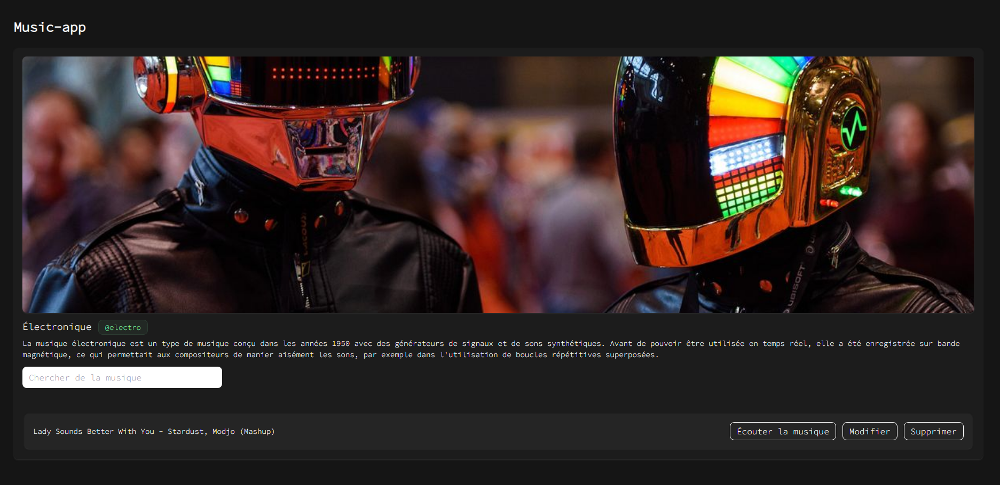 Music-app
UBISOFT
Électronique @electro
La musique électronique est un type de musique conçu dans les années 1950 avec des générateurs de signaux et de sons synthétiques. Avant de pouvoir être utilisée en temps réel, elle a été enregistrée sur bande
magnétique, ce qui permettait aux compositeurs de manier aisément les sons, par exemple dans l'utilisation de boucles répétitives superposées.
Chercher de la musique
Lady Sounds Better With You - Stardust, Modjo (Mashup) Écouter la musique Modifier Supprimer